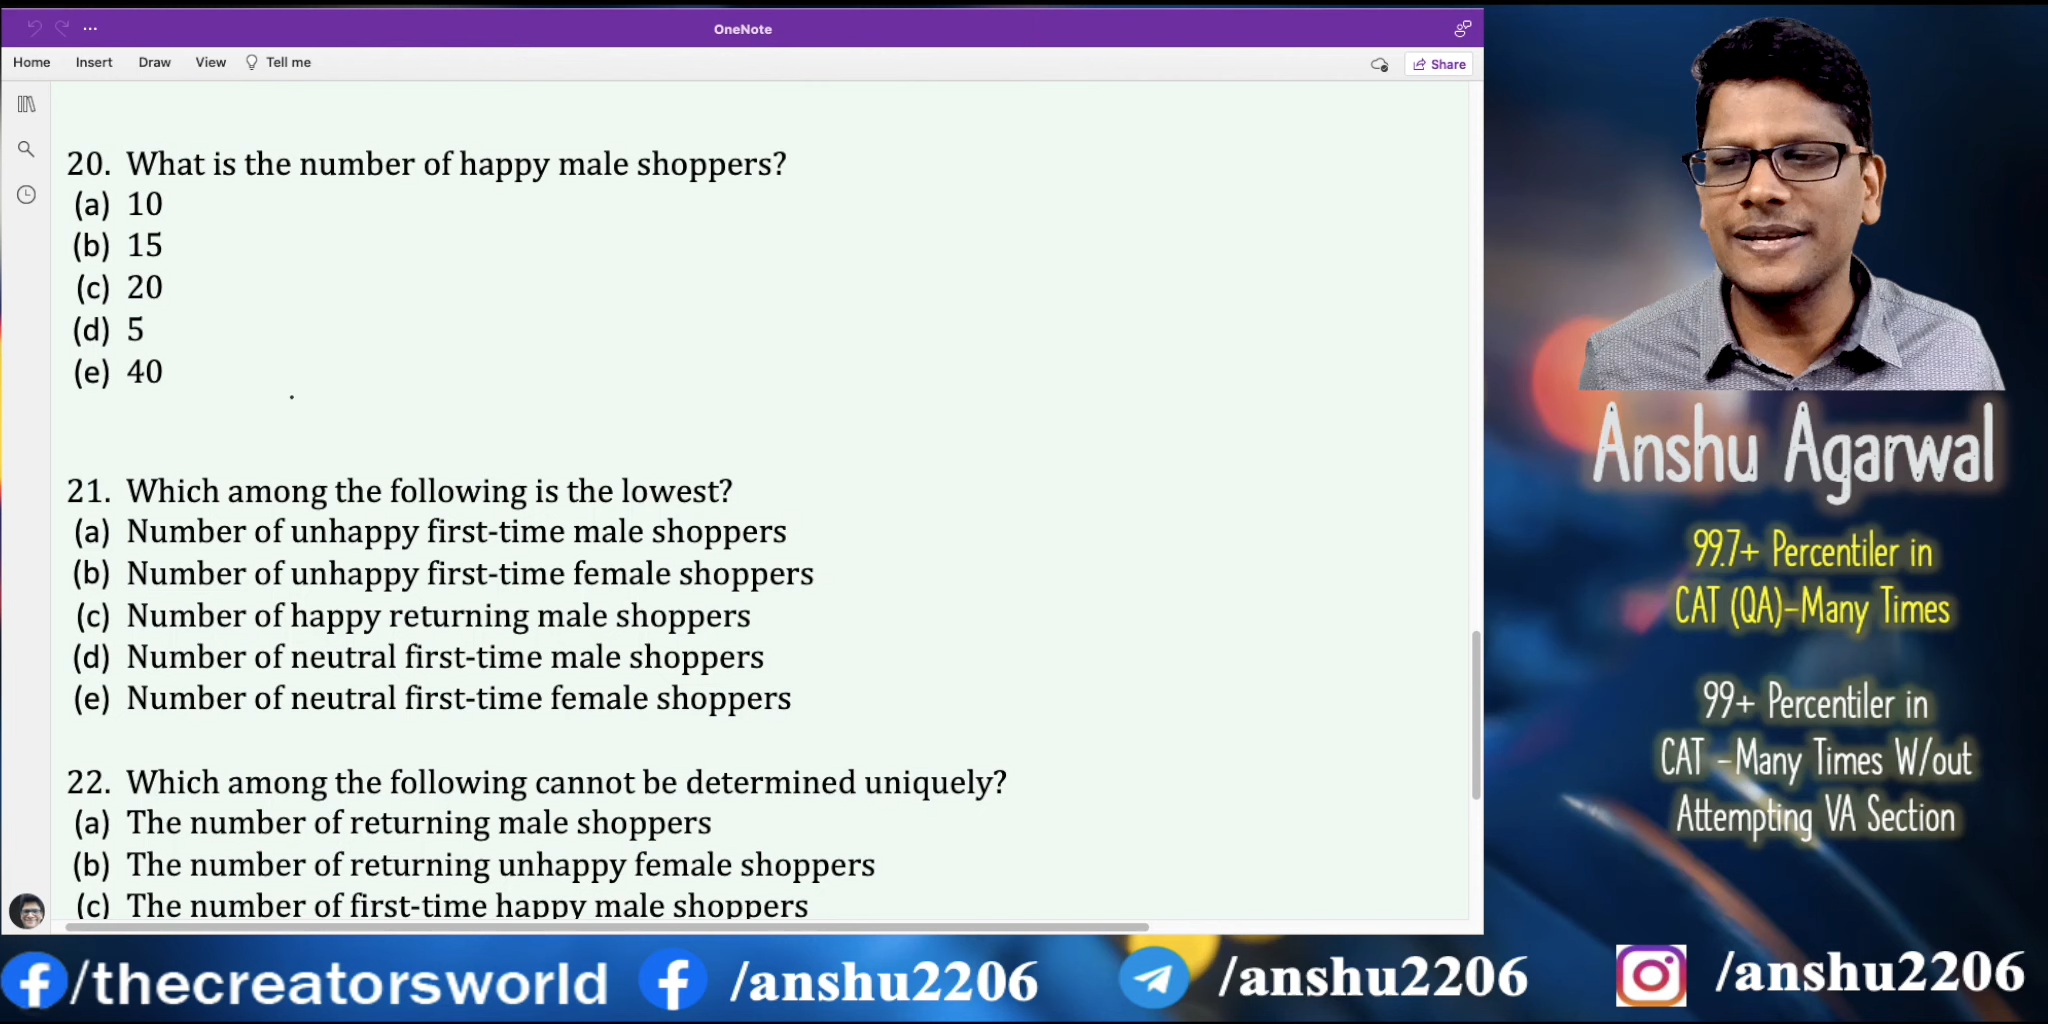 OneNote
Home Insert Draw View Tell me
Share
20. What is the number of happy male shoppers?
(a) 10
(b) 15
(c) 20
(d) 5
(e) 40
21. Which among the following is the lowest?
(a) Number of unhappy first-time male shoppers
(b) Number of unhappy first-time female shoppers
(c) Number of happy returning male shoppers
(d) Number of neutral first-time male shoppers
(e) Number of neutral first-time female shoppers
22. Which among the following cannot be determined uniquely?
(a) The number of returning male shoppers
(b) The number of returning unhappy female shoppers
(c) The number of first-time happy male shoppers
Anshu Agarwal
99.7+ Percentiler in
CAT (QA)-Many Times
99+ Percentiler in
CAT -Many Times W/out
Attempting VA Section
/thecreatorsworld /anshu2206 /anshu2206 /anshu2206